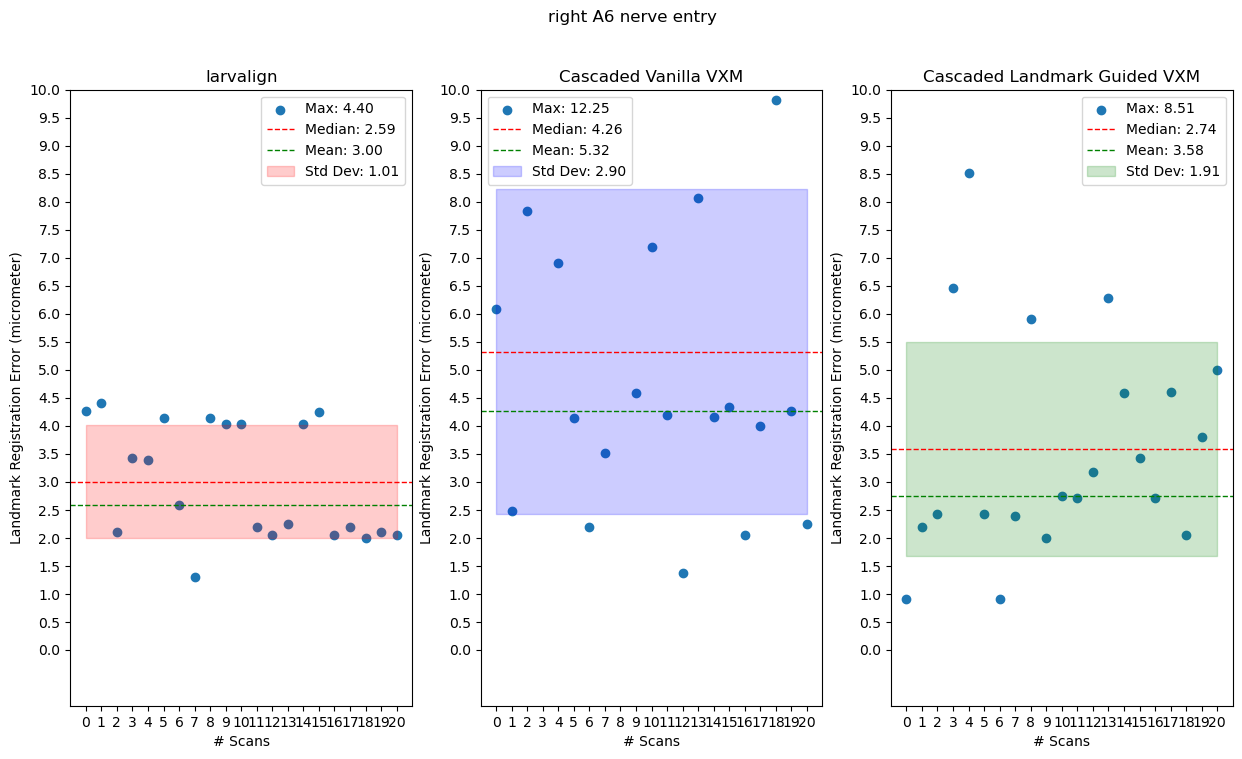 right A6 nerve entry
larvalign
Landmark Registration Error (micrometer)
10.0
9.5
9.0
8.5
8.0
7.5
7.0
6.5
6.0
5.5
5.0
4.5
4.0
3.5
3.0
2.5
2.0
1.5
1.0
0.5
0.0
Max: 4.40
Median: 2.59
Mean: 3.00
Std Dev: 1.01
0 1 2 3 4 5 6 7 8 9 10 11 12 13 14 15 16 17 18 19 20
# Scans
Cascaded Vanilla VXM
Landmark Registration Error (micrometer)
10.0
9.5
9.0
8.5
8.0
7.5
7.0
6.5
6.0
5.5
5.0
4.5
4.0
3.5
3.0
2.5
2.0
1.5
1.0
0.5
0.0
Max: 12.25
Median: 4.26
Mean: 5.32
Std Dev: 2.90
0 1 2 3 4 5 6 7 8 9 10 11 12 13 14 15 16 17 18 19 20
# Scans
Cascaded Landmark Guided VXM
Landmark Registration Error (micrometer)
10.0
9.5
9.0
8.5
8.0
7.5
7.0
6.5
6.0
5.5
5.0
4.5
4.0
3.5
3.0
2.5
2.0
1.5
1.0
0.5
0.0
Max: 8.51
Median: 2.74
Mean: 3.58
Std Dev: 1.91
0 1 2 3 4 5 6 7 8 9 10 11 12 13 14 15 16 17 18 19 20
# Scans